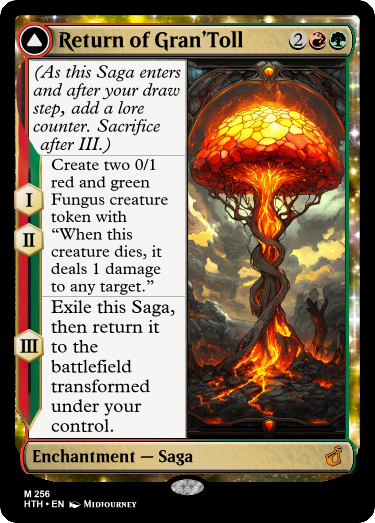 Return of Gran'Toll 2
(As this Saga enters
and after your draw
step, add a lore
counter. Sacrifice
after III.)
I
II
Create two 0/1
red and green
Fungus creature
token with
“When this
creature dies, it
deals 1 damage
to any target.”
III
Exile this Saga,
then return it
to the
battlefield
transformed
under your
control.
Enchantment — Saga
M 256
HTH • EN Midjourney